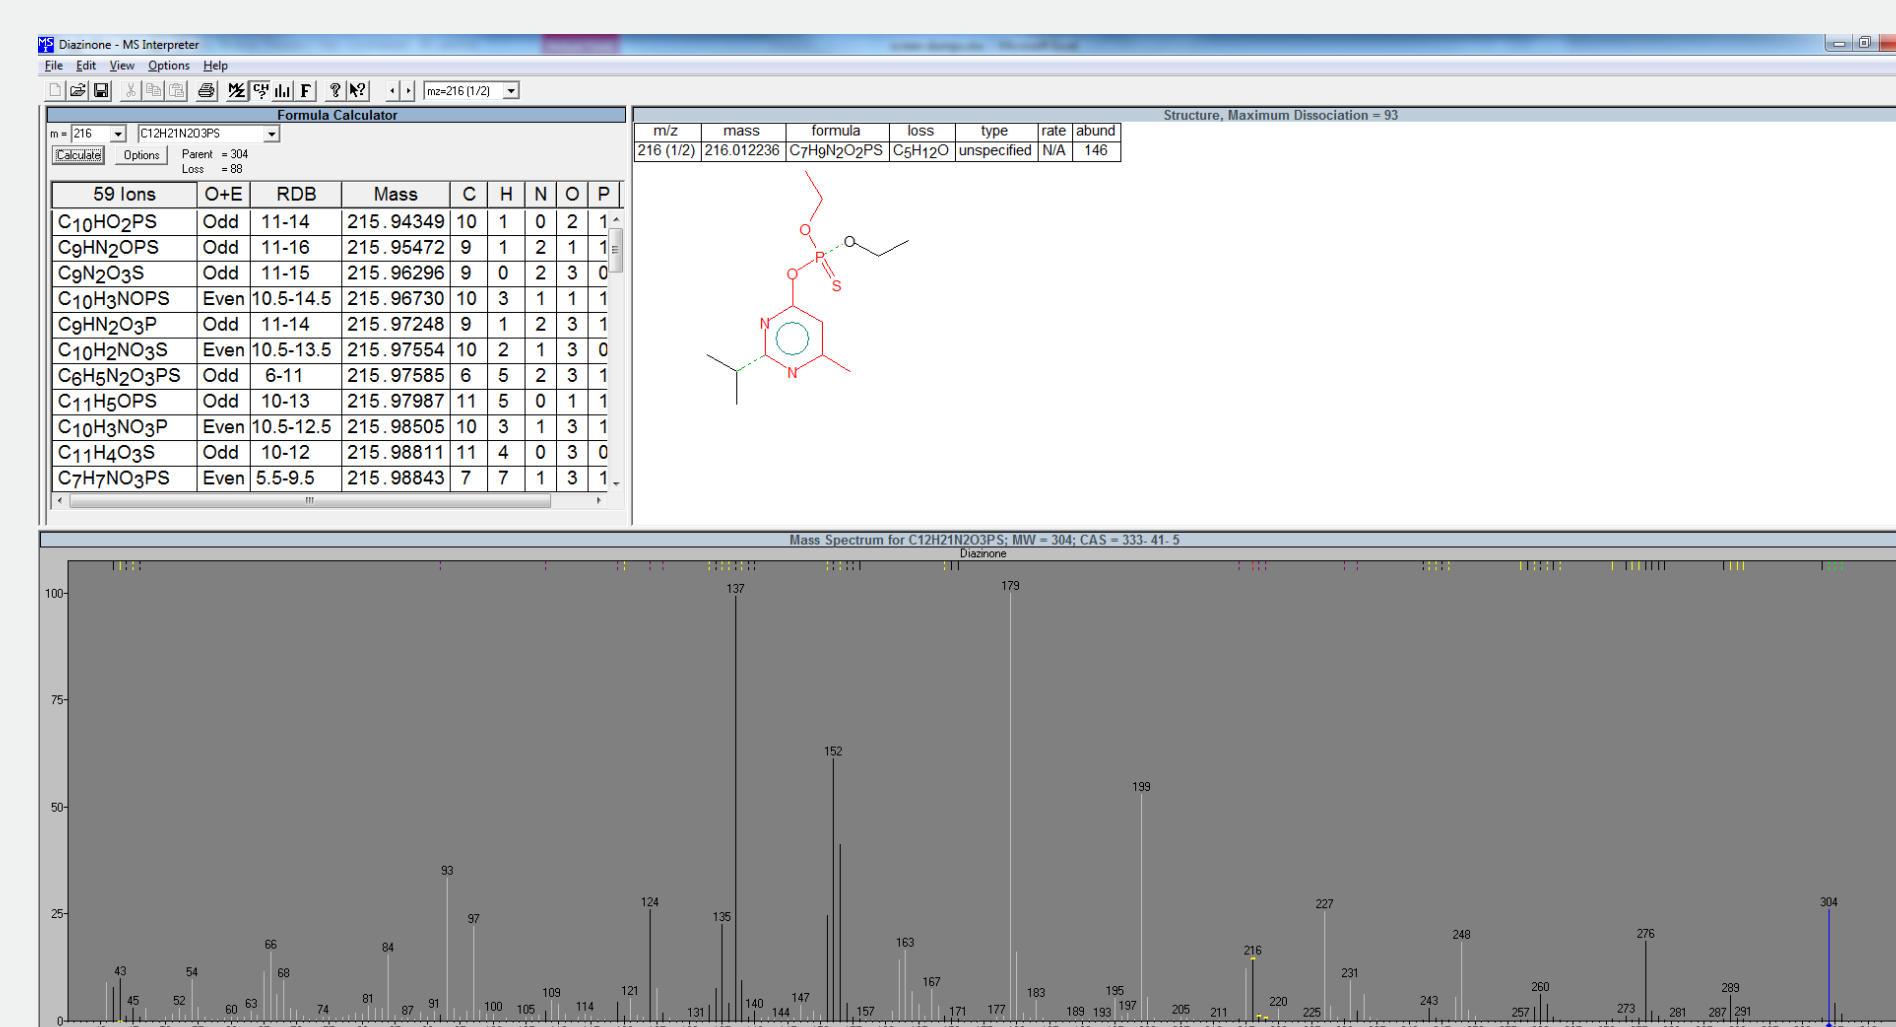 Diazinone - MS Interpreter
File Edit View Options Help
mz=216 (1/2)
Formula Calculator
m = 216 C12H21N2O3PS
Calculate Options Parent = 304
Loss = 88
59 Ions O+E RDB Mass C H N O P
C10HO2PS Odd 11-14 215.94349 10 1 0 2 1
C9HN2OPS Odd 11-16 215.95472 9 1 2 1 1
C9N2O3S Odd 11-15 215.96296 9 0 2 3 0
C10H3NOPS Even 10.5-14.5 215.96730 10 3 1 1 1
C9HN2O3P Odd 11-14 215.97248 9 1 2 3 1
C10H2NO3S Even 10.5-13.5 215.97554 10 2 1 3 0
C6H5N2O3PS Odd 6-11 215.97585 6 5 2 3 1
C11H5OPS Odd 10-13 215.97987 11 5 0 1 1
C10H3NO3P Even 10.5-12.5 215.98505 10 3 1 3 1
C11H4O3S Odd 10-12 215.98811 11 4 0 3 0
C7H7NO3PS Even 5.5-9.5 215.98843 7 7 1 3 1
Structure, Maximum Dissociation = 93
m/z mass formula loss type rate abund
216 (1/2) 216.012236 C7H9N2O2PS C5H12O unspecified N/A 146
O
O
P
O
S
N
N
Mass Spectrum for C12H21N2O3PS; MW = 304; CAS = 333- 41- 5
Diazinone
100
75
50
25
0
43 45 52 54 60 63 66 68 74 81 84 87 91 93 97 100 105 109 114 121 124 131 135 137 140 144 147 152 157 163 167 171 177 179 183 189 193 195 197 199 205 211 216 220 225 227 231 243 248 257 260 273 276 281 287 289 291 304